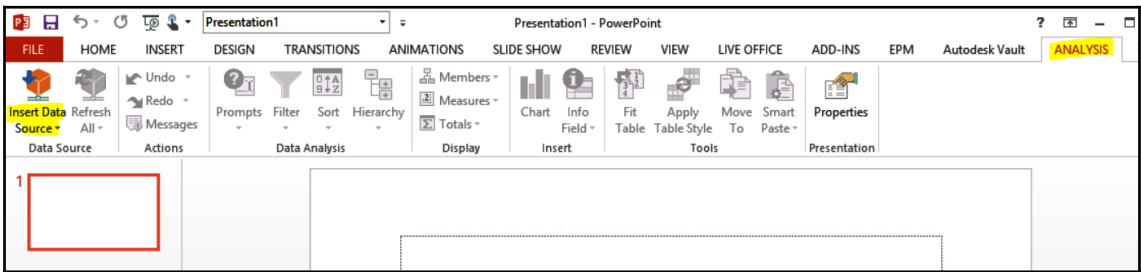 Presentation1
Presentation1 - PowerPoint
?
FILE HOME INSERT DESIGN TRANSITIONS ANIMATIONS SLIDE SHOW REVIEW VIEW LIVE OFFICE ADD-INS EPM Autodesk Vault ANALYSIS
Insert Data Source
Refresh All
Undo
Redo
Messages
Prompts
Filter
Sort
Hierarchy
Members
Measures
Totals
Chart
Info Field
Fit Table
Apply Table Style
Move To
Smart Paste
Properties
Data Source Actions Data Analysis Display Insert Tools Presentation
1